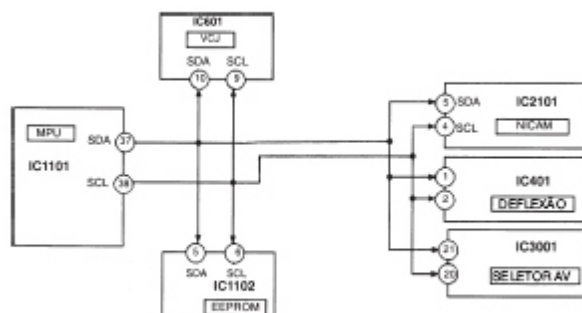 IC601
VCJ
SDA SCL
10 9
MPU
IC1101
SDA 37
SCL 38
5 SDA IC2101
4 SCL NICAM
1 IC401
2 DEFLEXÃO
21 IC3001
20 SELETOR AV
5 6
SDA SCL
IC1102
EEPROM